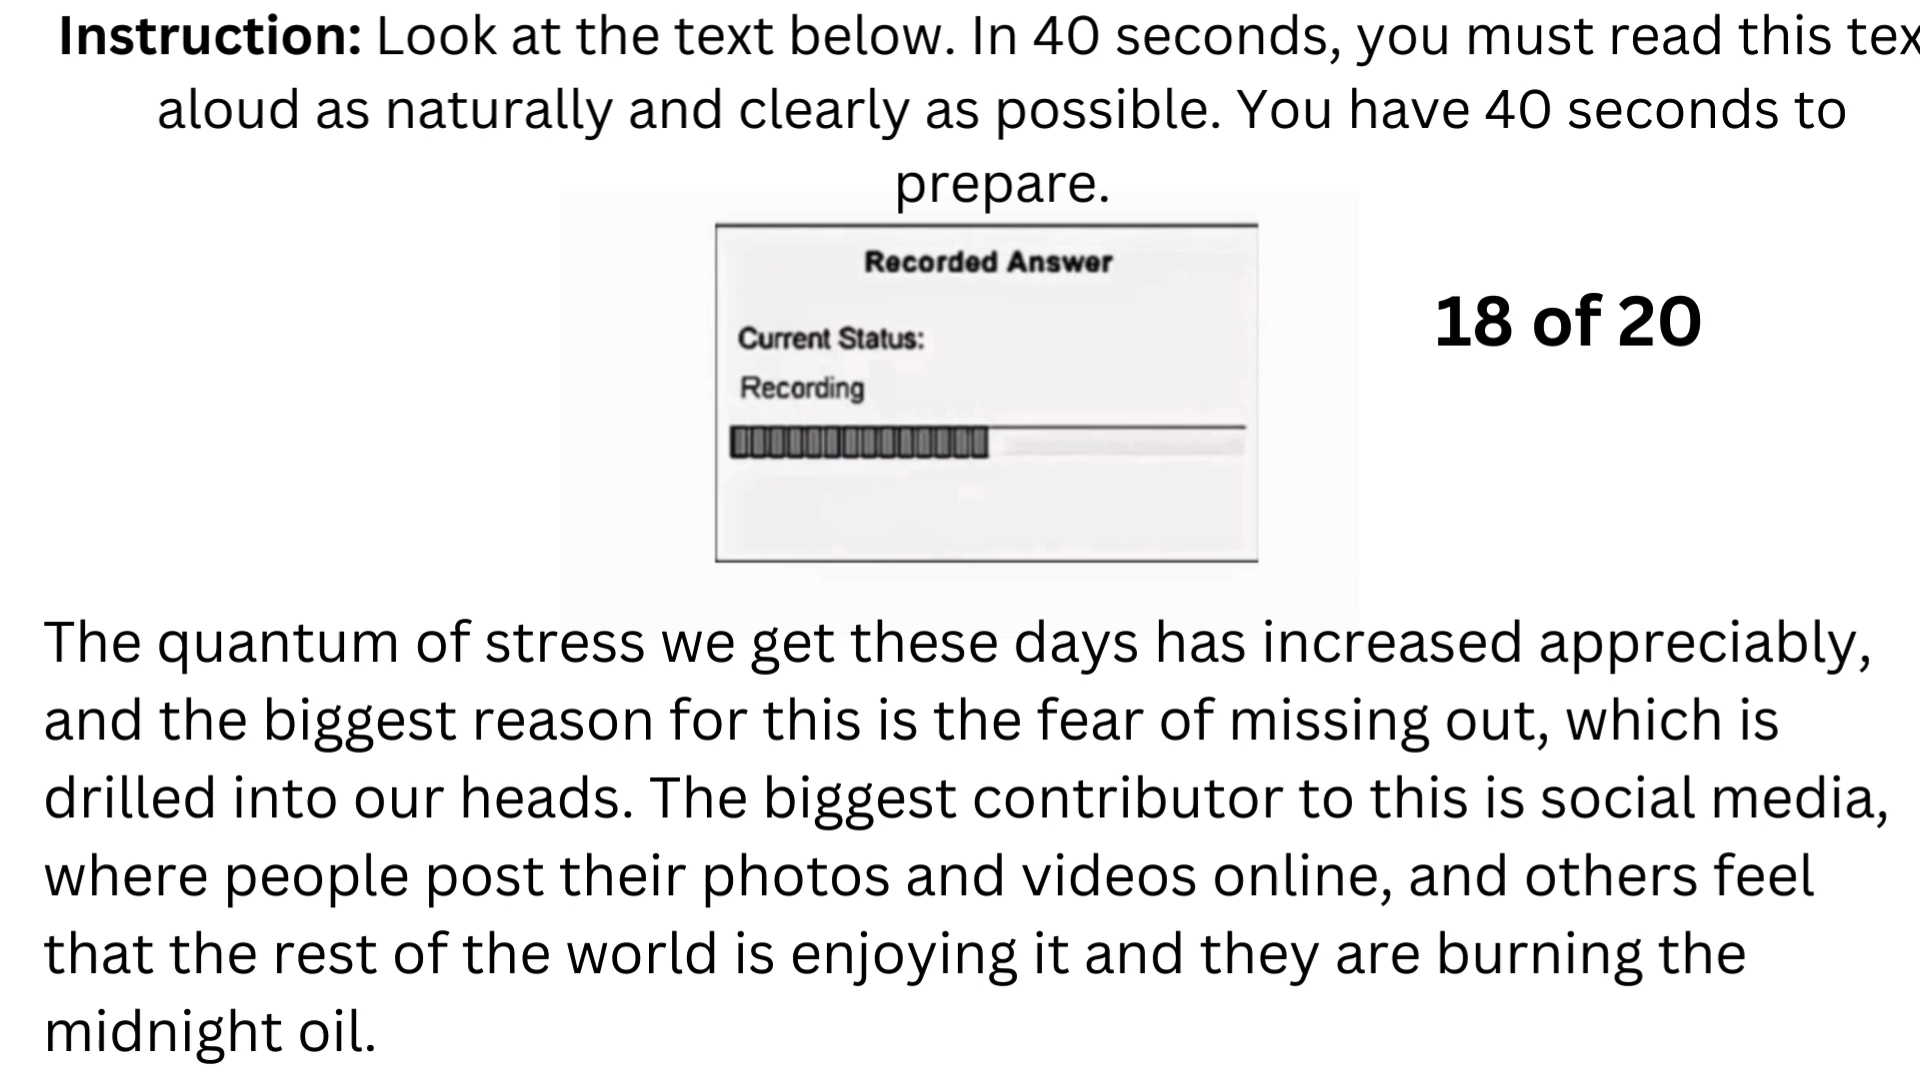 Instruction: Look at the text below. In 40 seconds, you must read this tex
aloud as naturally and clearly as possible. You have 40 seconds to
prepare.
Recorded Answer
Current Status:
Recording
18 of 20
The quantum of stress we get these days has increased appreciably,
and the biggest reason for this is the fear of missing out, which is
drilled into our heads. The biggest contributor to this is social media,
where people post their photos and videos online, and others feel
that the rest of the world is enjoying it and they are burning the
midnight oil.